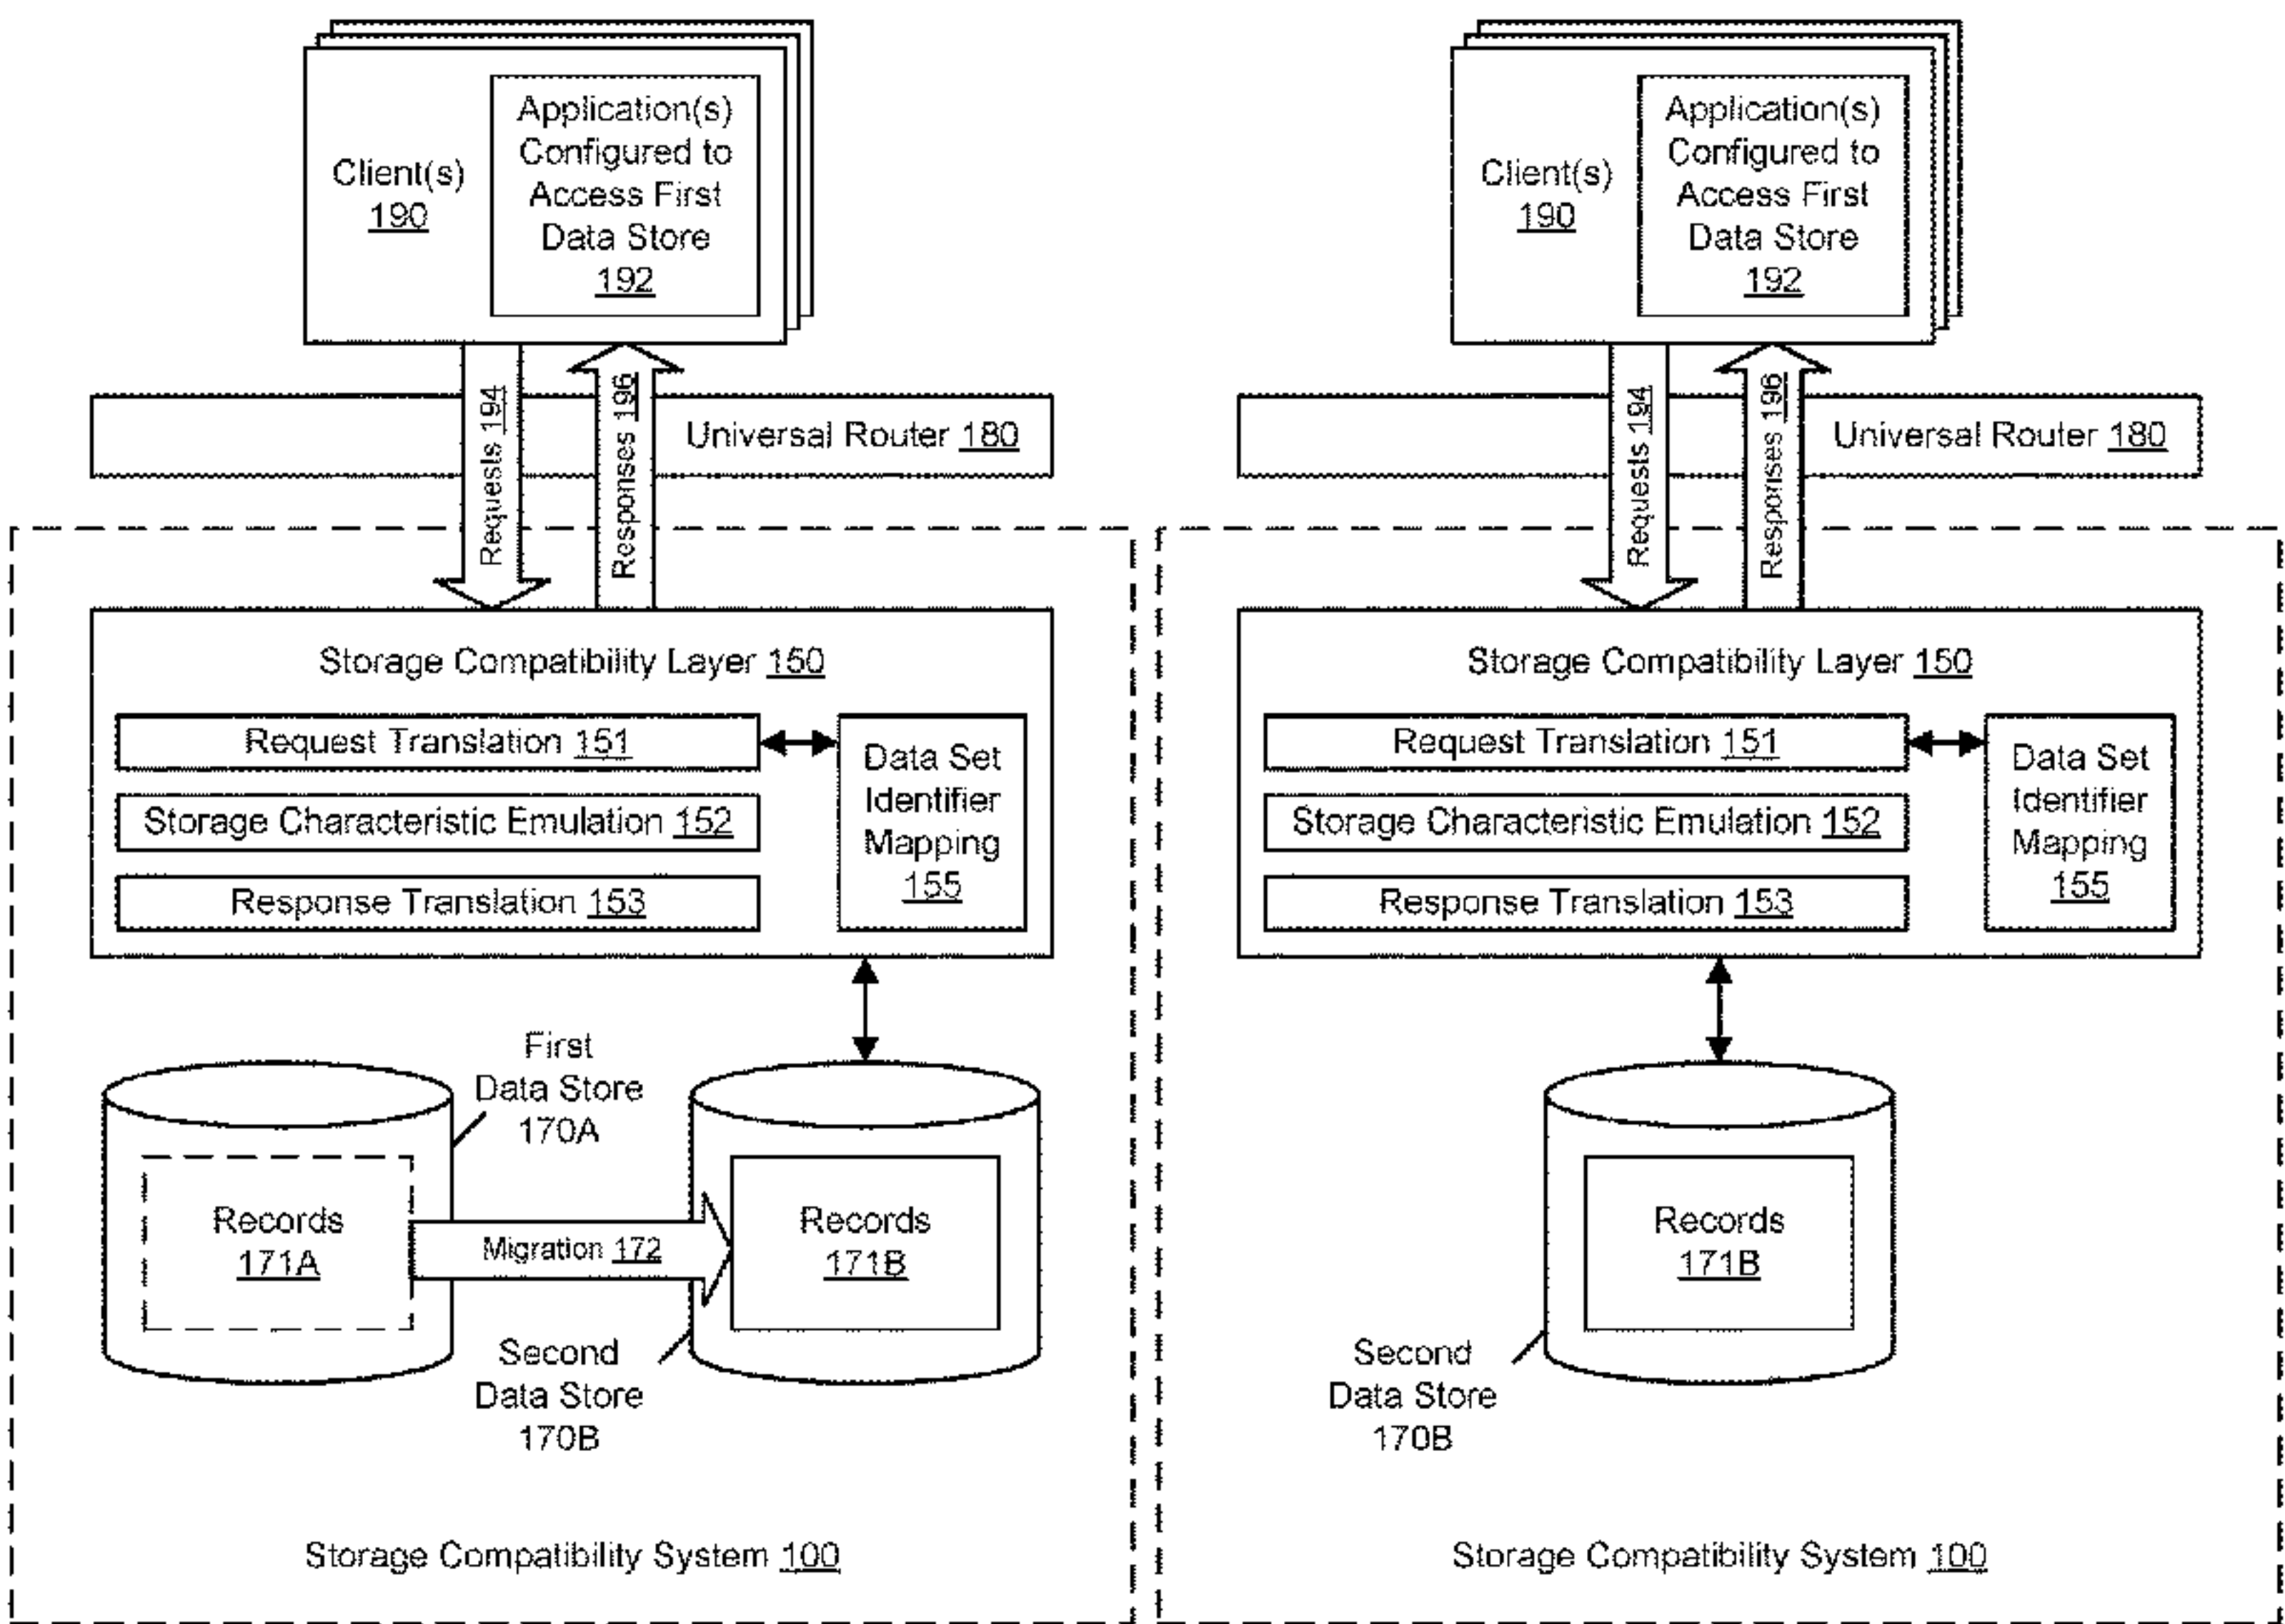 Client(s)
190
Application(s)
Configured to
Access First
Data Store
192
Requests 194
Responses 196
Universal Router 180
Storage Compatibility Layer 150
Request Translation 151
Storage Characteristic Emulation 152
Response Translation 153
Data Set
Identifier
Mapping
155
First
Data Store
170A
Records
171A
Migration 172
Records
171B
Second
Data Store
170B
Storage Compatibility System 100
Client(s)
190
Application(s)
Configured to
Access First
Data Store
192
Requests 194
Responses 196
Universal Router 180
Storage Compatibility Layer 150
Request Translation 151
Storage Characteristic Emulation 152
Response Translation 153
Data Set
Identifier
Mapping
155
Records
171B
Second
Data Store
170B
Storage Compatibility System 100